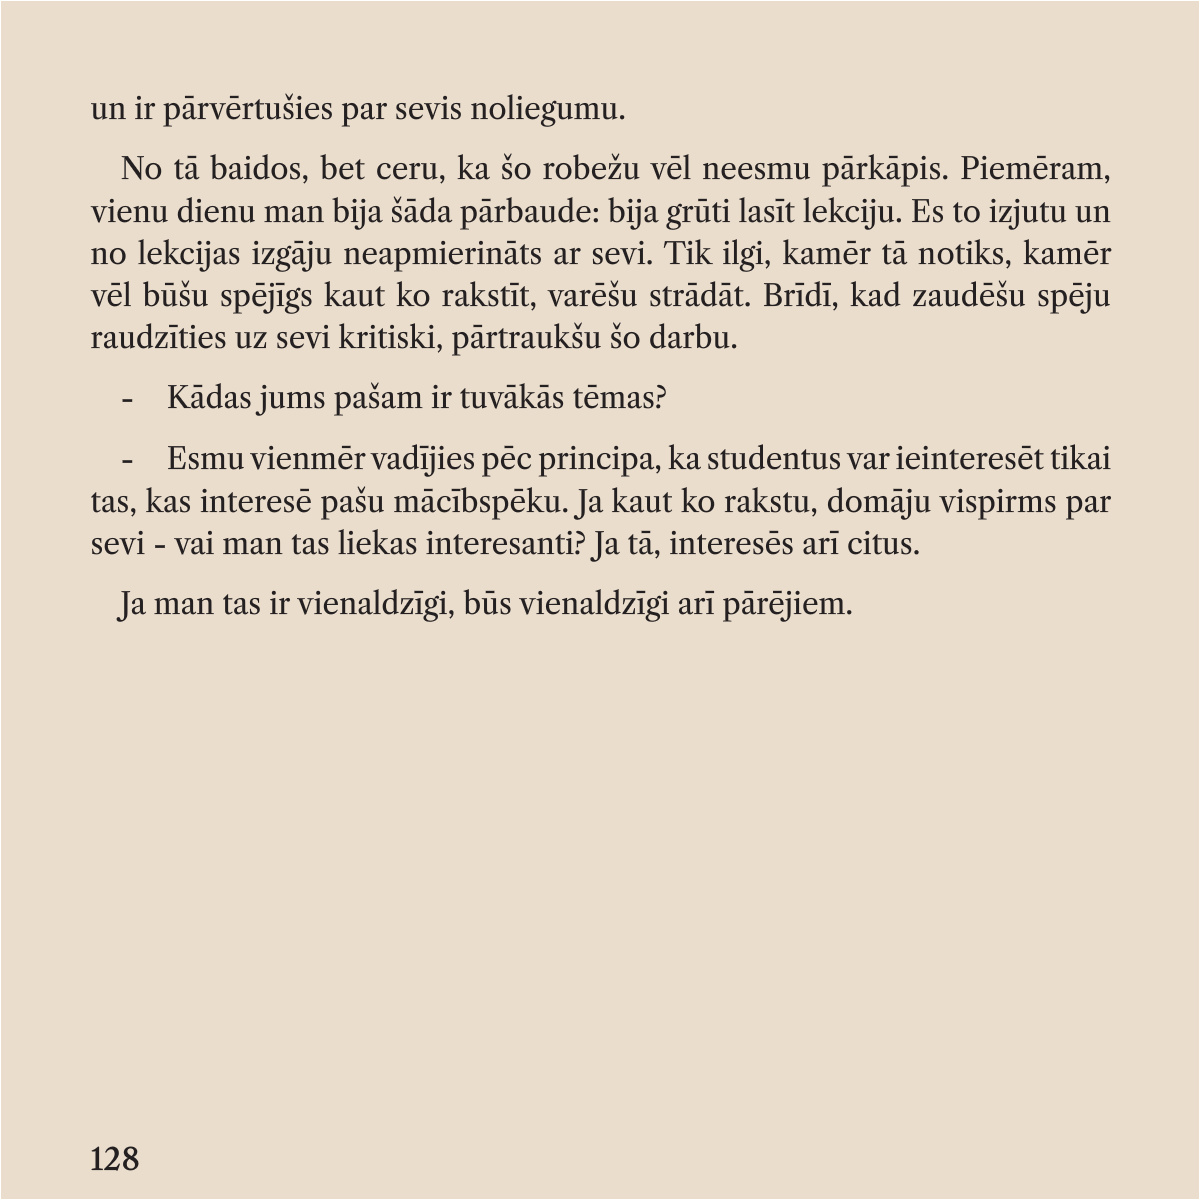 un ir pārvērtušies par sevis noliegumu.
No tā baidos, bet ceru, ka šo robežu vēl neesmu pārkāpis. Piemēram,
vienu dienu man bija šāda pārbaude: bija grūti lasīt lekciju. Es to izjutu un
no lekcijas izgāju neapmierināts ar sevi. Tik ilgi, kamēr tā notiks, kamēr
vēl būšu spējīgs kaut ko rakstīt, varēšu strādāt. Brīdī, kad zaudēšu spēju
raudzīties uz sevi kritiski, pārtraukšu šo darbu.
- Kādas jums pašam ir tuvākās tēmas?
- Esmu vienmēr vadījies pēc principa, ka studentus var ieinteresēt tikai
tas, kas interesē pašu mācībspēku. Ja kaut ko rakstu, domāju vispirms par
sevi - vai man tas liekas interesanti? Ja tā, interesēs arī citus.
Ja man tas ir vienaldzīgi, būs vienaldzīgi arī pārējiem.
128